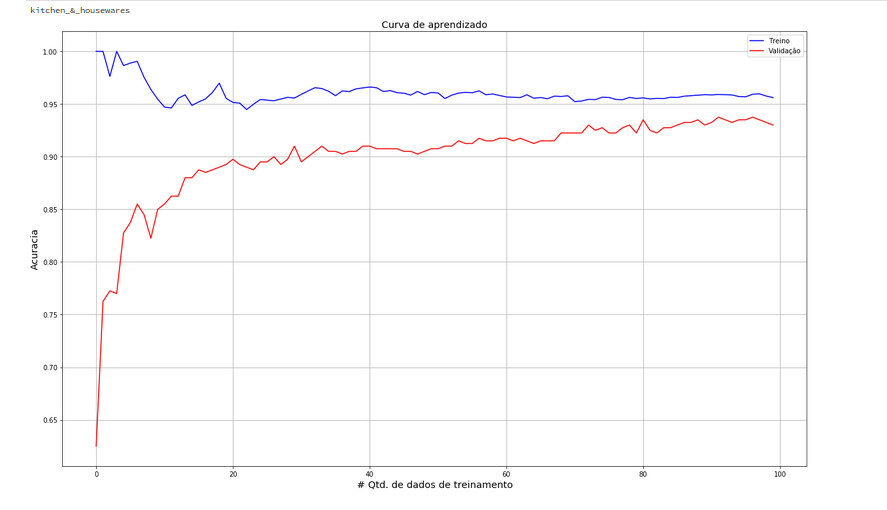 kitchen_&_housewares
Curva de aprendizado
Treino
Validação
1.00
0.95
0.90
0.85
0.80
0.75
0.70
0.65
Acuracia
0
20
40
60
80
100
# Qtd. de dados de treinamento